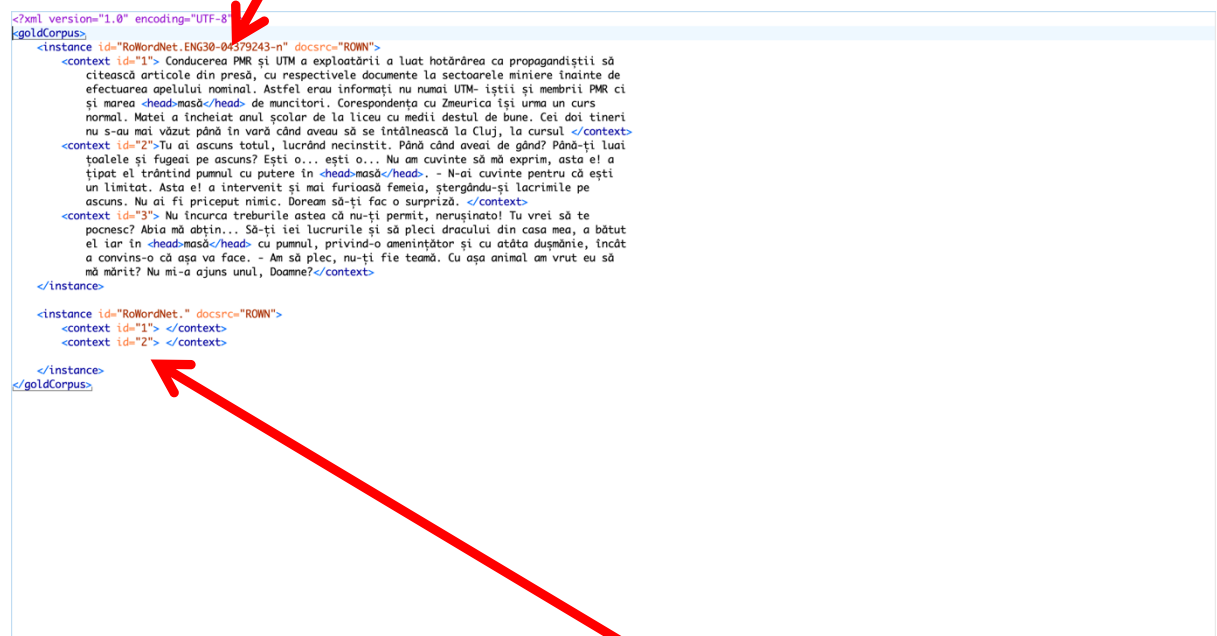 <?xml version="1.0" encoding="UTF-8"
<goldCorpus>
<instance id="RoWordNet.ENG30-04379243-n" docsrc="ROWN">
<context id="1"> Conducerea PMR și UTM a exploatării a luat hotărârea ca propagandiștii să
citească articole din presă, cu respectivele documente la sectoarele miniere înainte de
efectuarea apelului nominal. Astfel erau informați nu numai UTM- iștii și membrii PMR ci
și marea <head>masă</head> de muncitori. Corespondența cu Zmeurica își urma un curs
normal. Matei a încheiat anul școlar de la liceu cu medii destul de bune. Cei doi tineri
nu s-au mai văzut până în vară când aveau să se întâlnească la Cluj, la cursul </context>
<context id="2">Tu ai ascuns totul, lucrând necinstit. Până când aveai de gând? Până-ți luai
țoalele și fugeai pe ascuns? Ești o... ești o... Nu am cuvinte să mă exprim, asta e! a
țipat el trântind pumnul cu putere în <head>masă</head>. - N-ai cuvinte pentru că ești
un limitat. Asta e! a intervenit și mai furioasă femeia, ștergându-și lacrimile pe
ascuns. Nu ai fi priceput nimic. Doream să-ți fac o surpriză. </context>
<context id="3"> Nu încurca treburile astea că nu-ți permit, nerușinato! Tu vrei să te
pocnesc? Abia mă abțin... Să-ți iei lucrurile și să pleci dracului din casa mea, a bătut
el iar în <head>masă</head> cu pumnul, privind-o amenințător și cu atâta dușmănie, încât
a convins-o că așa va face. - Am să plec, nu-ți fie teamă. Cu așa animal am vrut eu să
mă mărit? Nu mi-a ajuns unul, Doamne?</context>
</instance>
<instance id="RoWordNet." docsrc="ROWN">
<context id="1"> </context>
<context id="2"> </context>
</instance>
</goldCorpus>